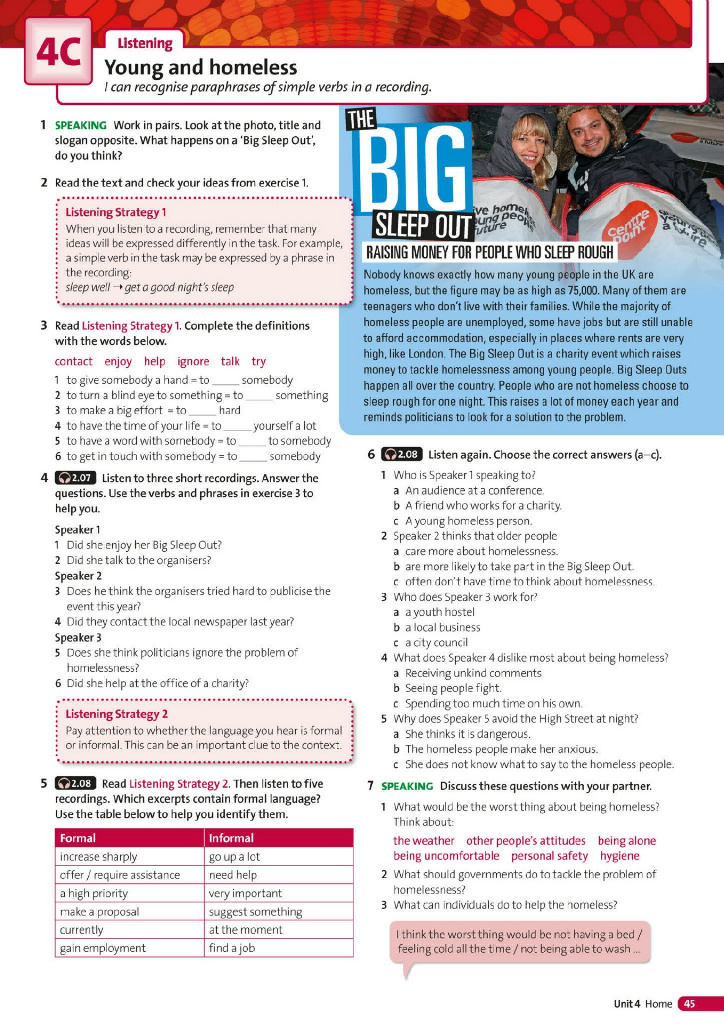 4C
Listening
Young and homeless
I can recognise paraphrases of simple verbs in a recording.
1 SPEAKING Work in pairs. Look at the photo, title and
slogan opposite. What happens on a 'Big Sleep Out',
do you think?
2 Read the text and check your ideas from exercise 1.
Listening Strategy 1
When you listen to a recording, remember that many
ideas will be expressed differently in the task. For example,
a simple verb in the task may be expressed by a phrase in
the recording:
sleep well → get a good night's sleep
3 Read Listening Strategy 1. Complete the definitions
with the words below.
contact enjoy help ignore talk try
1 to give somebody a hand = to ____ somebody
2 to turn a blind eye to something = to ____ something
3 to make a big effort = to ____ hard
4 to have the time of your life = to ____ yourself a lot
5 to have a word with somebody = to ____ to somebody
6 to get in touch with somebody = to ____ somebody
4 2.07 Listen to three short recordings. Answer the
questions. Use the verbs and phrases in exercise 3 to
help you.
Speaker 1
1 Did she enjoy her Big Sleep Out?
2 Did she talk to the organisers?
Speaker 2
3 Does he think the organisers tried hard to publicise the
event this year?
4 Did they contact the local newspaper last year?
Speaker 3
5 Does she think politicians ignore the problem of
homelessness?
6 Did she help at the office of a charity?
Listening Strategy 2
Pay attention to whether the language you hear is formal
or informal. This can be an important clue to the context.
5 2.08 Read Listening Strategy 2. Then listen to five
recordings. Which excerpts contain formal language?
Use the table below to help you identify them.
Formal Informal
increase sharply go up a lot
offer / require assistance need help
a high priority very important
make a proposal suggest something
currently at the moment
gain employment find a job
THE
BIG
SLEEP OUT
ve home
ung peop
uture
centre
point
RAISING MONEY FOR PEOPLE WHO SLEEP ROUGH
Nobody knows exactly how many young people in the UK are
homeless, but the figure may be as high as 75,000. Many of them are
teenagers who don't live with their families. While the majority of
homeless people are unemployed, some have jobs but are still unable
to afford accommodation, especially in places where rents are very
high, like London. The Big Sleep Out is a charity event which raises
money to tackle homelessness among young people. Big Sleep Outs
happen all over the country. People who are not homeless choose to
sleep rough for one night. This raises a lot of money each year and
reminds politicians to look for a solution to the problem.
6 2.08 Listen again. Choose the correct answers (a–c).
1 Who is Speaker 1 speaking to?
a An audience at a conference.
b A friend who works for a charity.
c A young homeless person.
2 Speaker 2 thinks that older people
a care more about homelessness.
b are more likely to take part in the Big Sleep Out.
c often don't have time to think about homelessness.
3 Who does Speaker 3 work for?
a a youth hostel
b a local business
c a city council
4 What does Speaker 4 dislike most about being homeless?
a Receiving unkind comments
b Seeing people fight.
c Spending too much time on his own.
5 Why does Speaker 5 avoid the High Street at night?
a She thinks it is dangerous.
b The homeless people make her anxious.
c She does not know what to say to the homeless people.
7 SPEAKING Discuss these questions with your partner.
1 What would be the worst thing about being homeless?
Think about:
the weather other people's attitudes being alone
being uncomfortable personal safety hygiene
2 What should governments do to tackle the problem of
homelessness?
3 What can individuals do to help the homeless?
I think the worst thing would be not having a bed /
feeling cold all the time / not being able to wash ...
Unit 4 Home 45